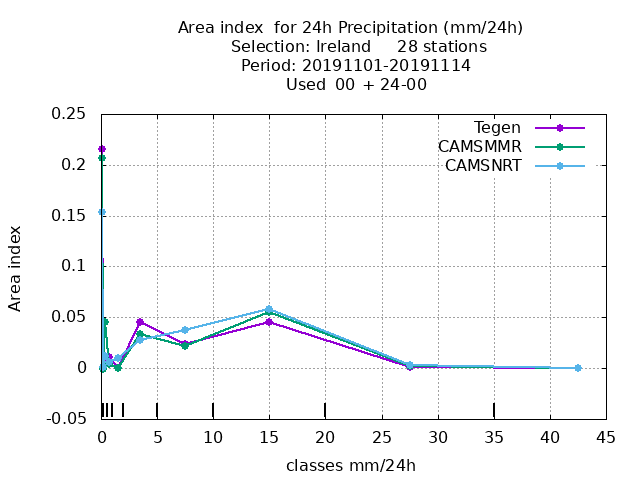 Area index  for 24h Precipitation (mm/24h)
Selection: Ireland     28 stations
Period: 20191101-20191114
Used  00 + 24-00
Tegen
CAMSMMR
CAMSNRT
0.25
0.2
0.15
0.1
0.05
0
-0.05
Area index
0 5 10 15 20 25 30 35 40 45
classes mm/24h